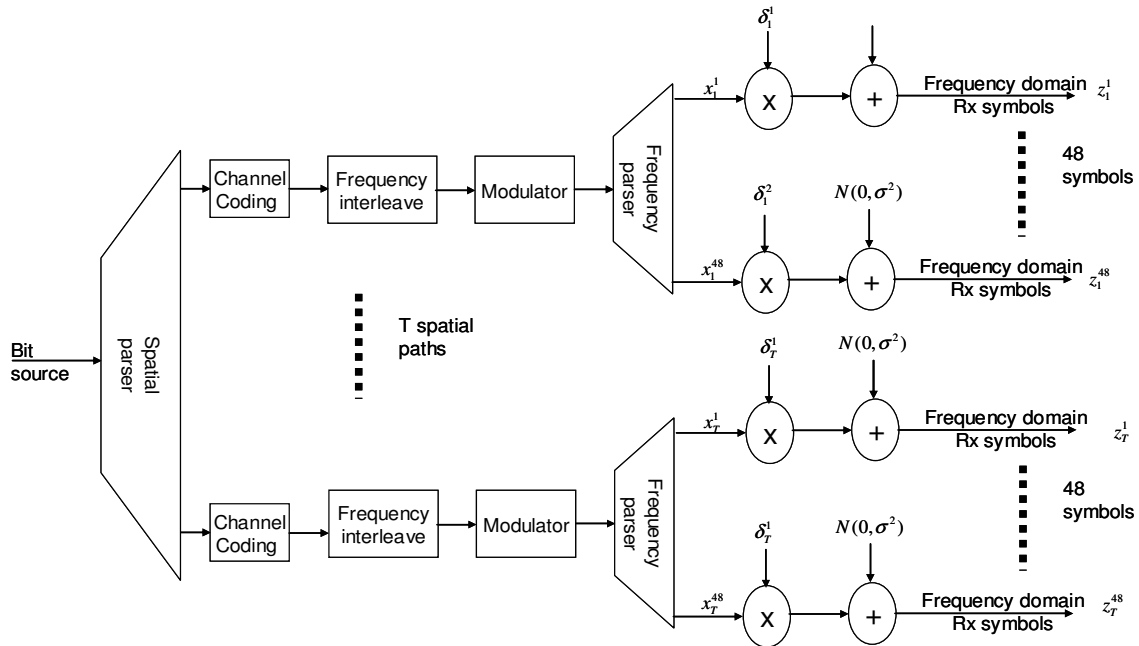 Bit
source
Spatial
parser
Channel
Coding
Frequency
interleave
Modulator
Frequency
parser
x_1^1
δ_1^1
x
+
Frequency domain
Rx symbols
z_1^1
48
symbols
x_1^{48}
δ_1^2
x
N(0,σ^2)
+
Frequency domain
Rx symbols
z_1^{48}
T spatial
paths
Channel
Coding
Frequency
interleave
Modulator
Frequency
parser
x_T^1
δ_T^1
x
N(0,σ^2)
+
Frequency domain
Rx symbols
z_T^1
48
symbols
x_T^{48}
δ_T^1
x
N(0,σ^2)
+
Frequency domain
Rx symbols
z_T^{48}